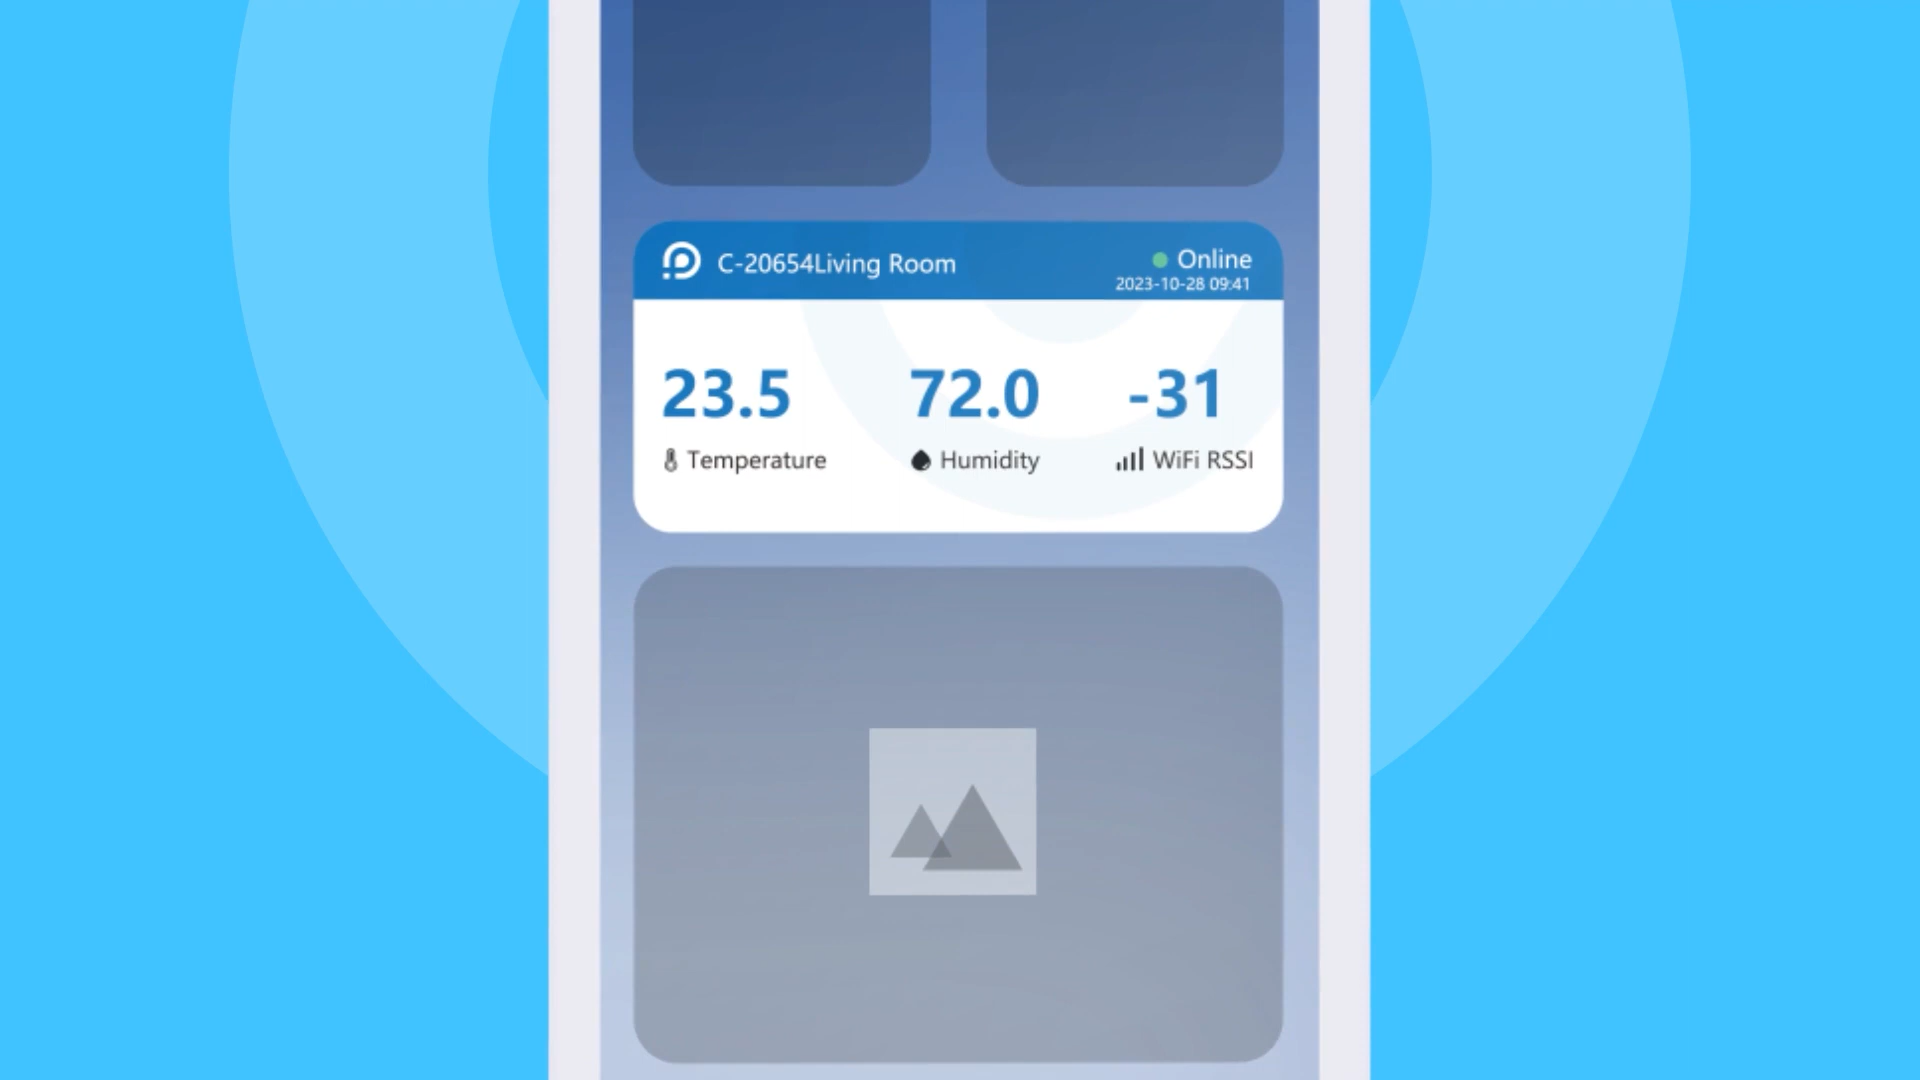 C-20654Living Room
Online
2023-10-28 09:41
23.5
72.0
-31
Temperature
Humidity
WiFi RSSI